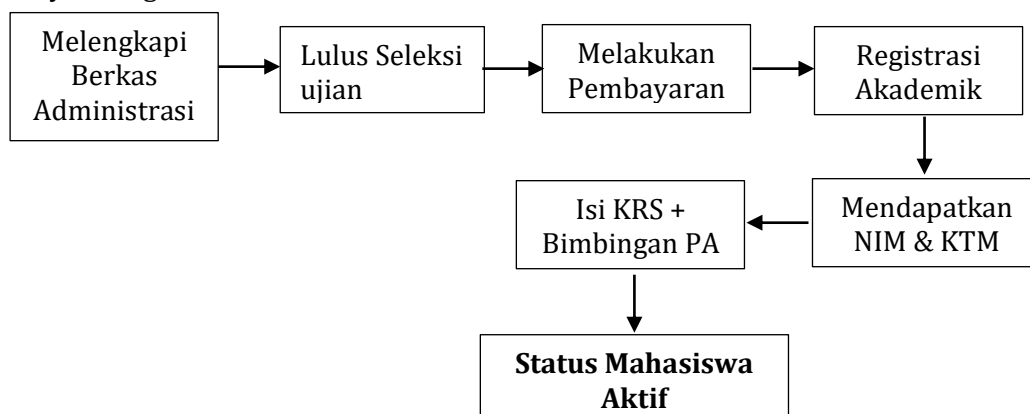 Melengkapi
Berkas
Administrasi
Lulus Seleksi
ujian
Melakukan
Pembayaran
Registrasi
Akademik
Mendapatkan
NIM & KTM
Isi KRS +
Bimbingan PA
Status Mahasiswa
Aktif